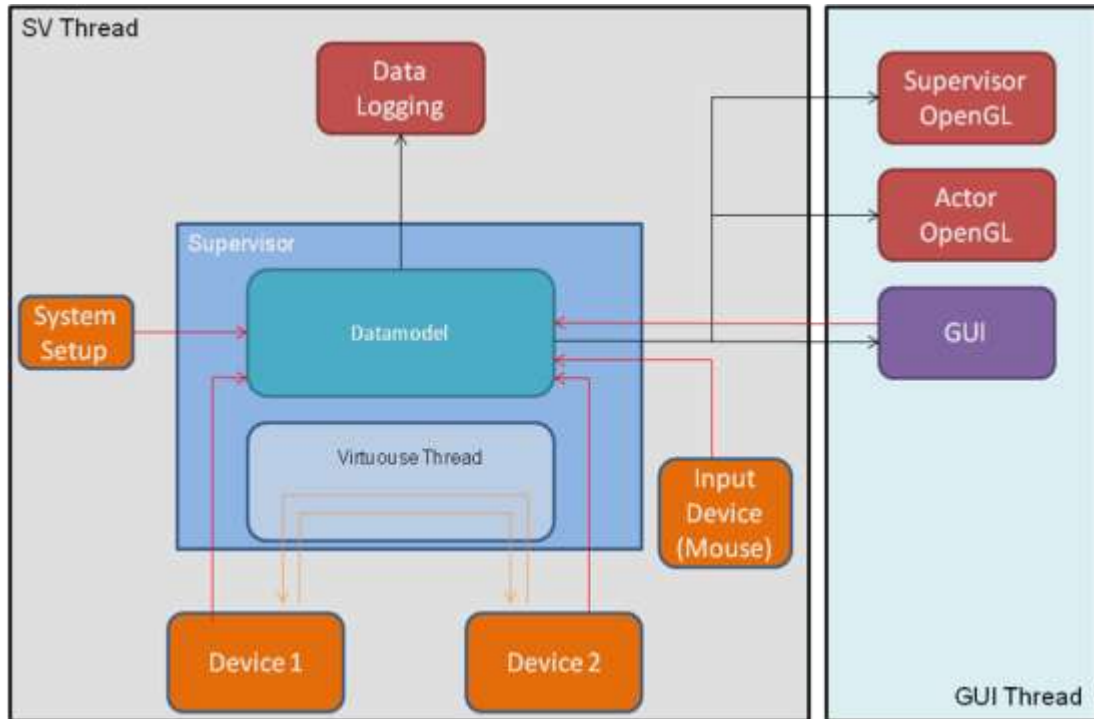 SV Thread
Data
Logging
Supervisor
OpenGL
Actor
OpenGL
Supervisor
System
Setup
Datamodel
GUI
Virtuouse Thread
Input
Device
(Mouse)
Device 1
Device 2
GUI Thread